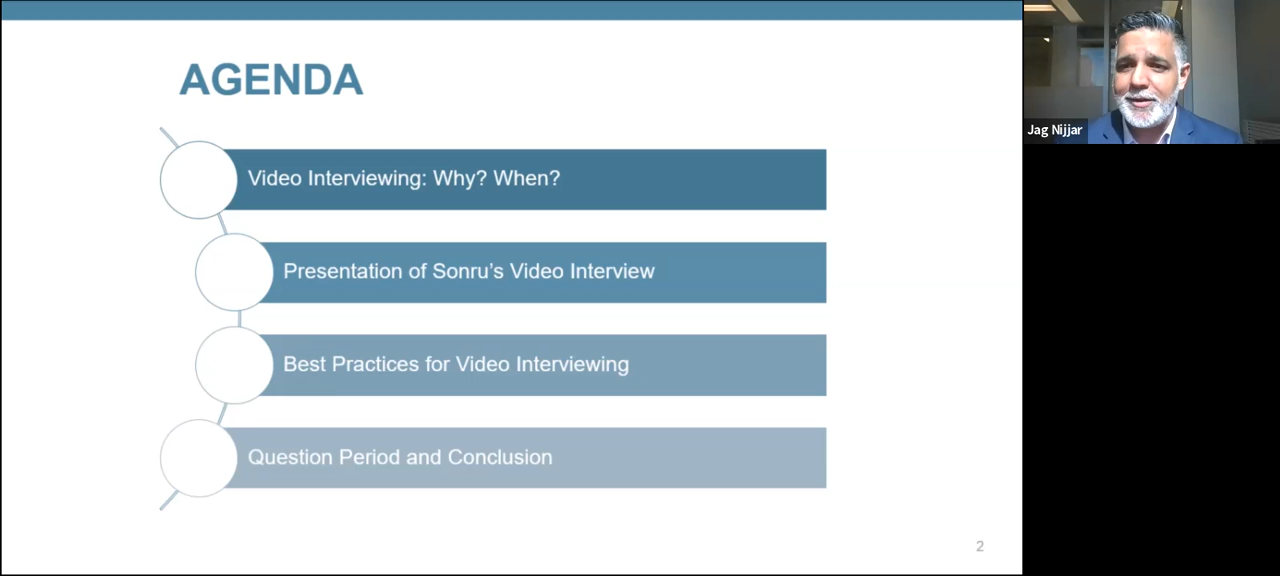 AGENDA
Video Interviewing: Why? When?
Presentation of Sonru’s Video Interview
Best Practices for Video Interviewing
Question Period and Conclusion
2
Jag Nijjar